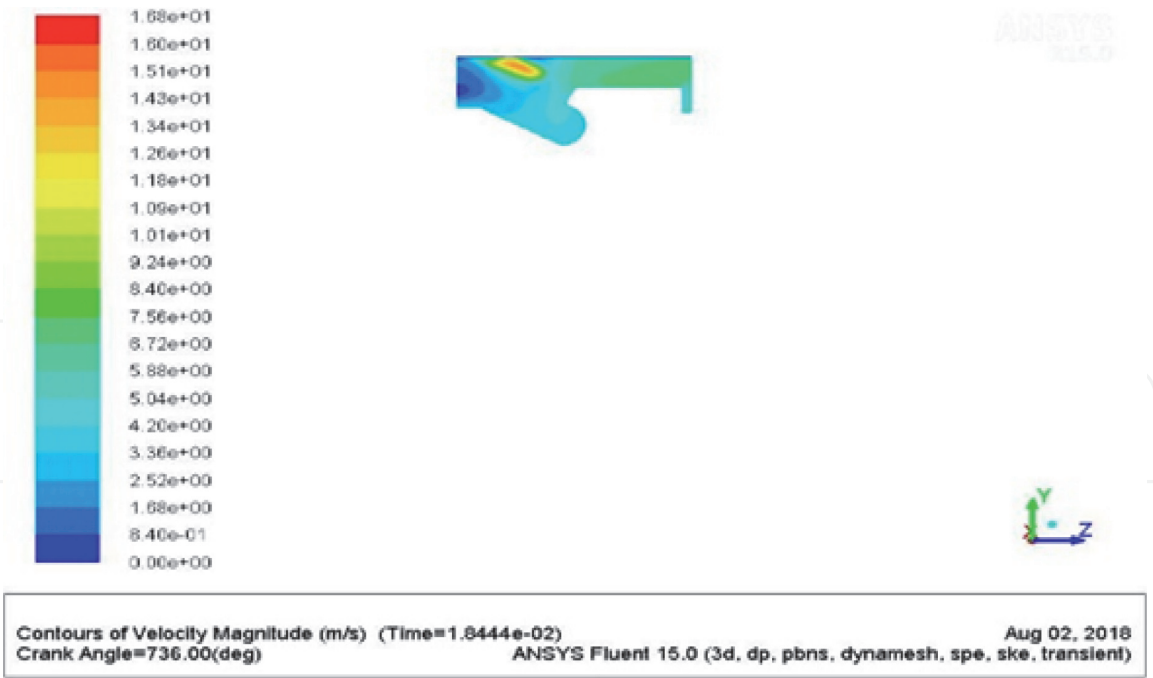 1.68e+01
1.60e+01
1.51e+01
1.43e+01
1.34e+01
1.26e+01
1.18e+01
1.09e+01
1.01e+01
9.24e+00
8.40e+00
7.56e+00
6.72e+00
5.88e+00
5.04e+00
4.20e+00
3.36e+00
2.52e+00
1.68e+00
8.40e-01
0.00e+00
ANSYS
R15.0
Y
X
Z
Contours of Velocity Magnitude (m/s) (Time=1.8444e-02)
Aug 02, 2018
Crank Angle=736.00(deg)
ANSYS Fluent 15.0 (3d, dp, pbns, dynamesh, spe, ske, transient)